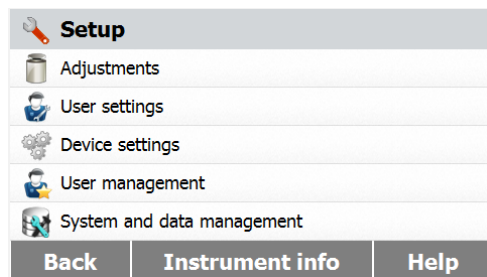 Setup
Adjustments
User settings
Device settings
User management
System and data management
Back Instrument info Help